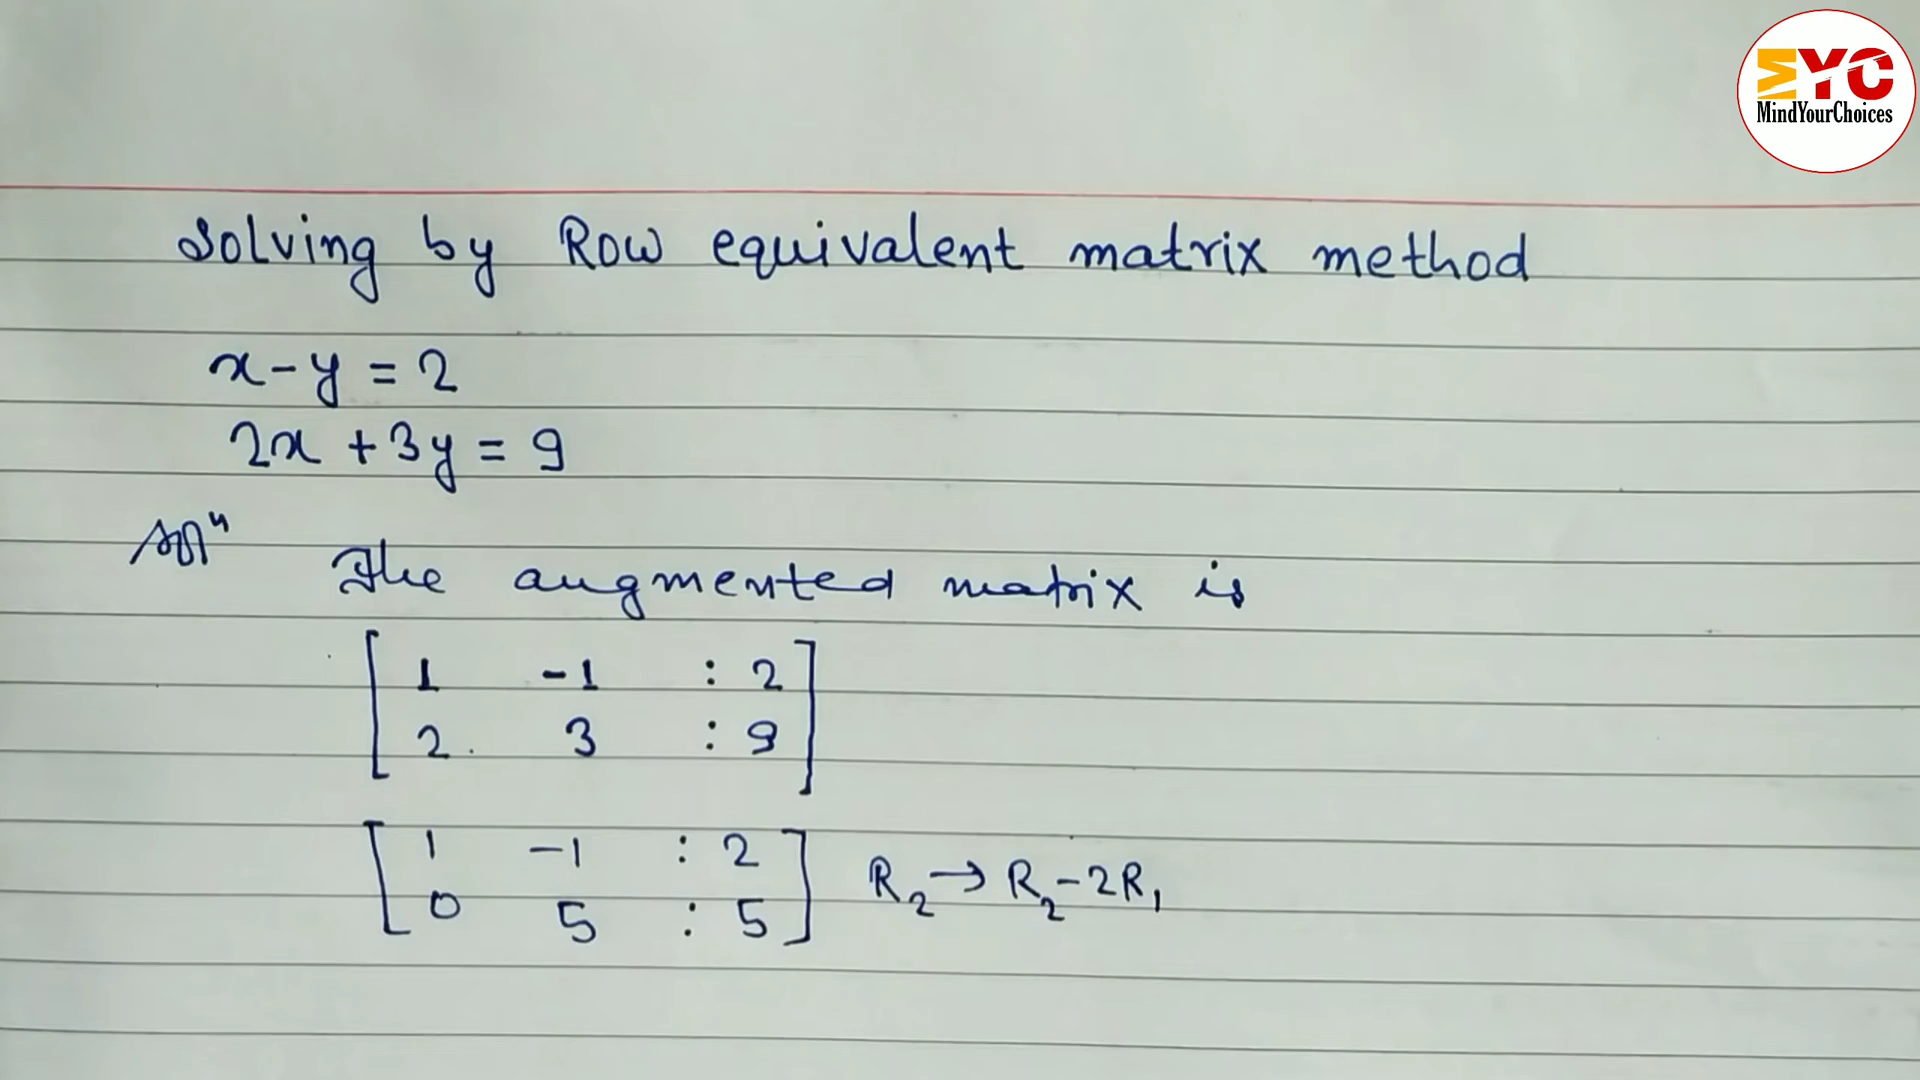 MYC
MindYourChoices
Solving by Row equivalent matrix method
x - y = 2
2x + 3y = 9
Solⁿ The augmented matrix is
[ 1 -1 : 2 ]
[ 2 3 : 9 ]
[ 1 -1 : 2 ]
[ 0 5 : 5 ] R₂ → R₂ - 2R₁